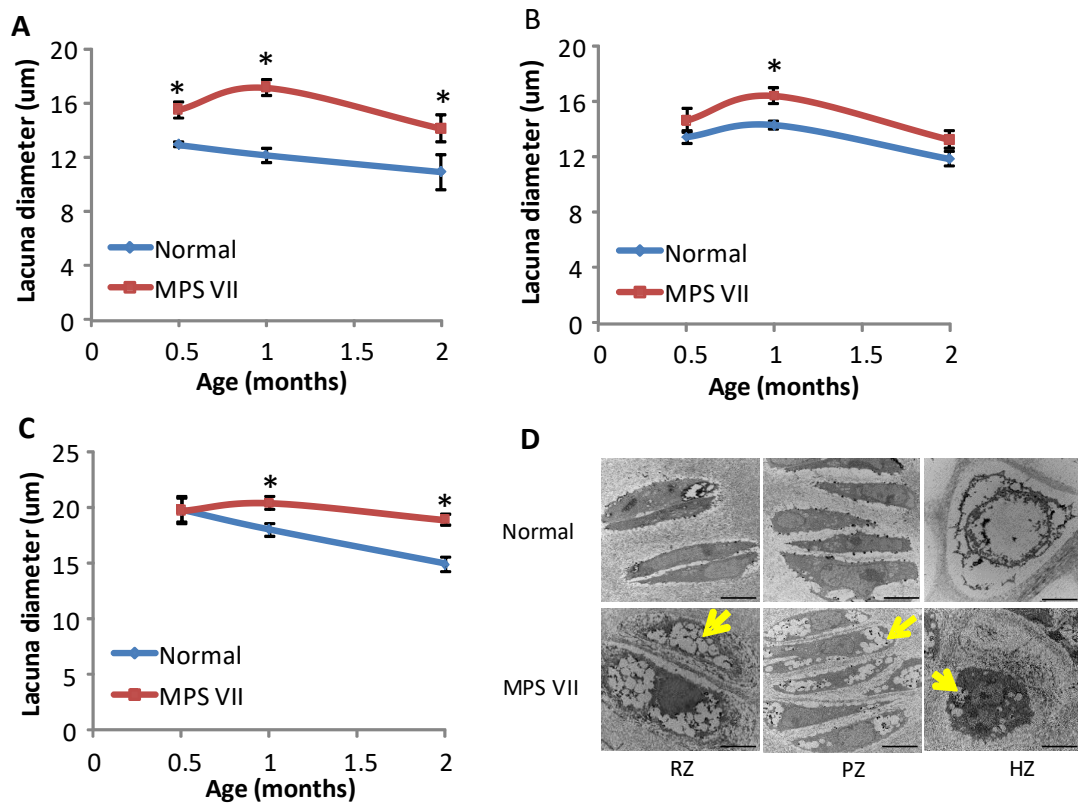 A
Lacuna diameter (um)
20
16
12
8
4
0
*
*
*
Normal
MPS VII
0
0.5
1
1.5
2
Age (months)
B
Lacuna diameter (um)
20
16
12
8
4
0
*
Normal
MPS VII
0
0.5
1
1.5
2
Age (months)
C
Lacuna diameter (um)
25
20
15
10
5
0
*
*
Normal
MPS VII
0
0.5
1
1.5
2
Age (months)
D
Normal
MPS VII
RZ
PZ
HZ